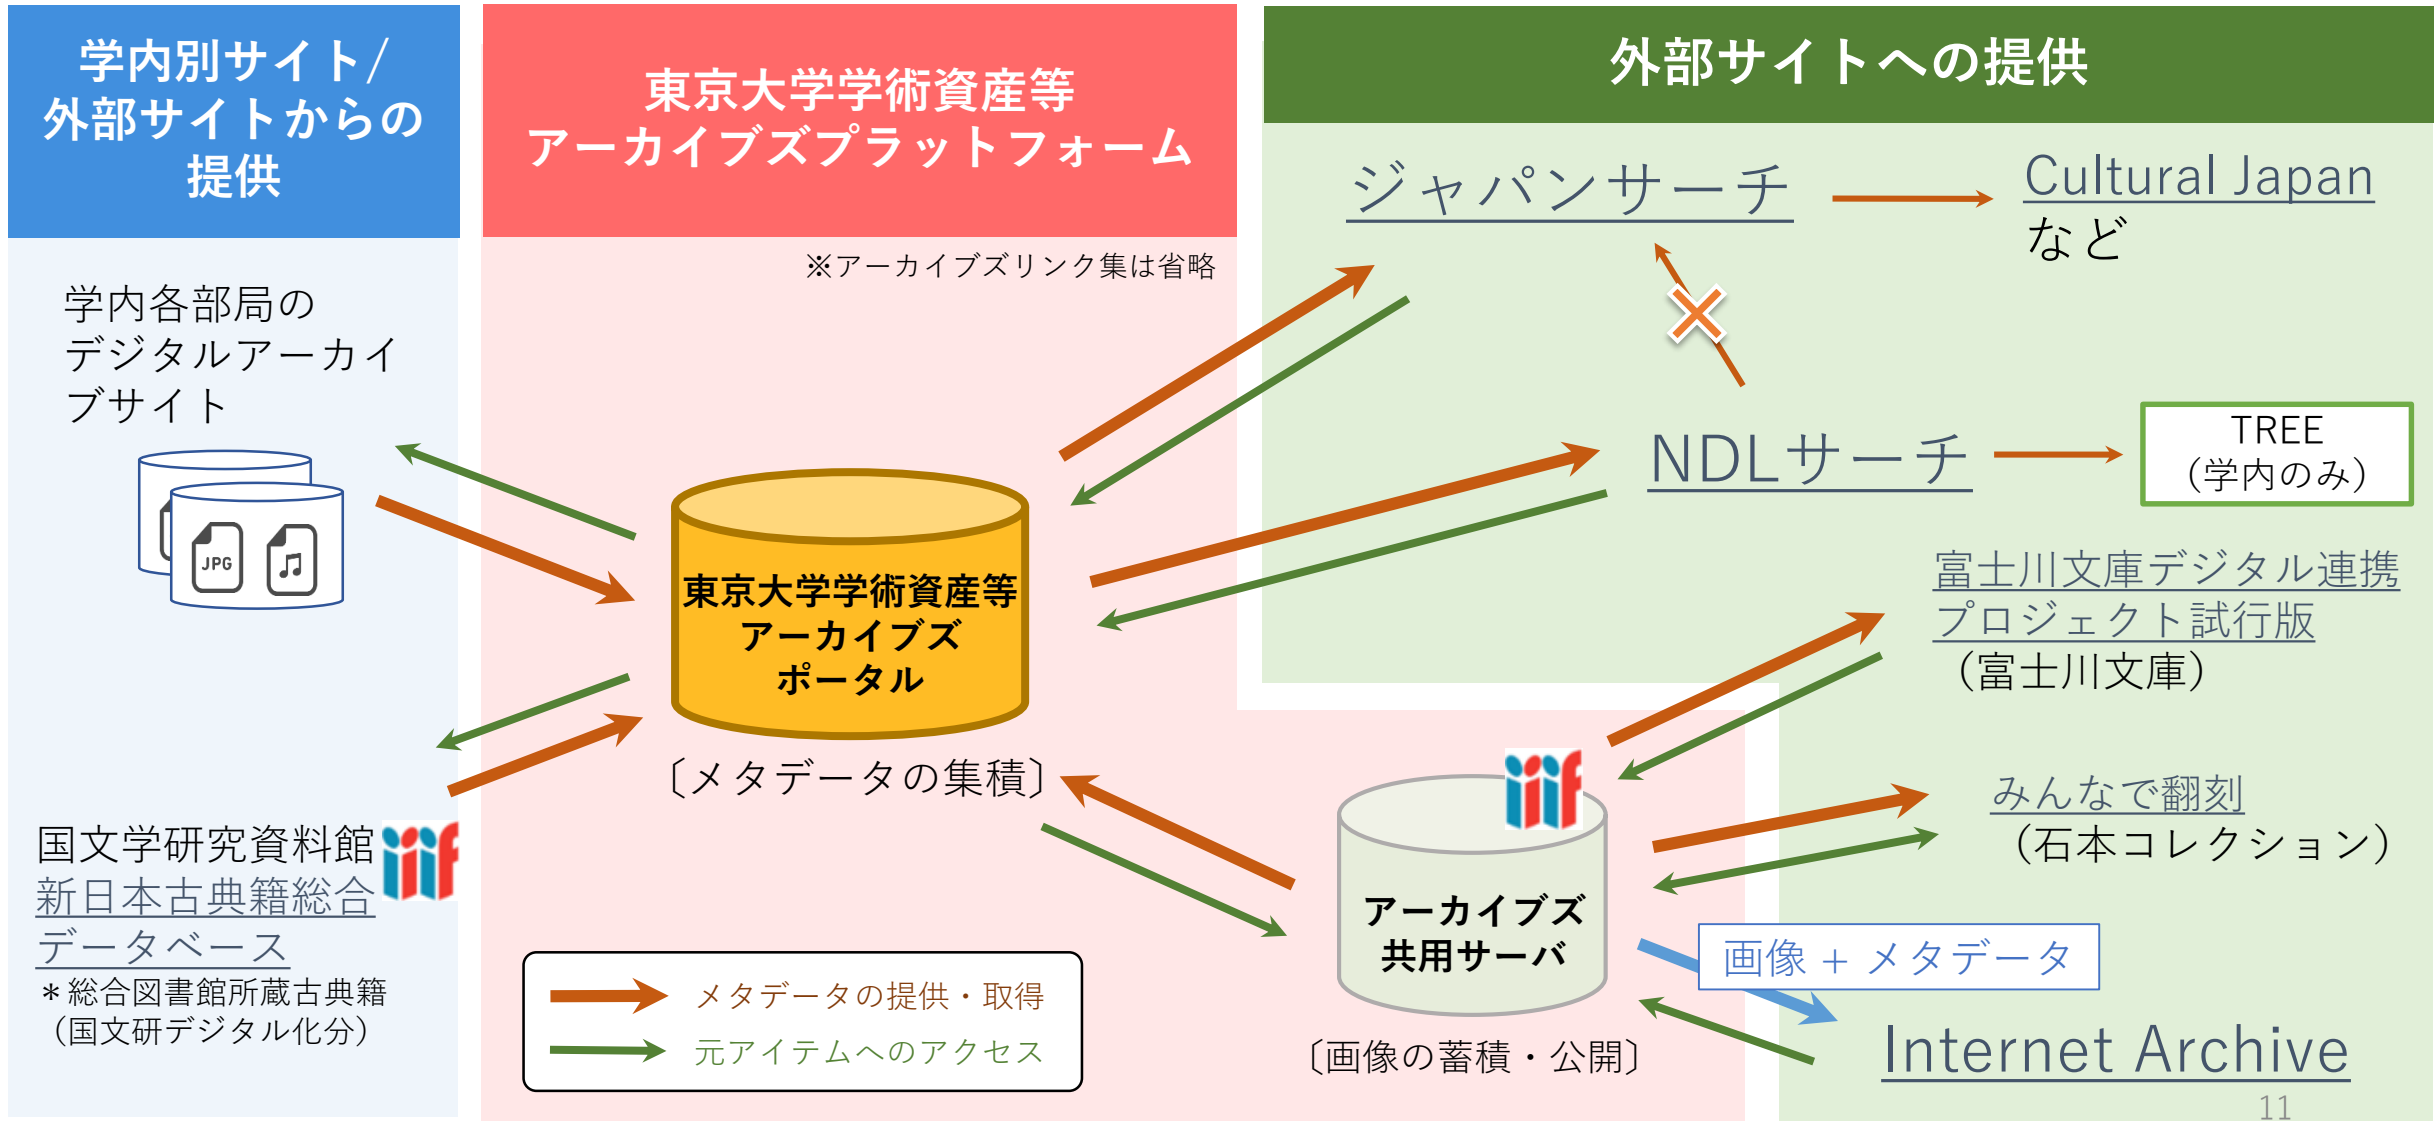 学内別サイト/
外部サイトからの
提供
東京大学学術資産等
アーカイブズプラットフォーム
外部サイトへの提供
※アーカイブズリンク集は省略
学内各部局の
デジタルアーカイ
ブサイト
JPG
国文学研究資料館
iiif
新日本古典籍総合
データベース
＊総合図書館所蔵古典籍
（国文研デジタル化分）
東京大学学術資産等
アーカイブズ
ポータル
〔メタデータの集積〕
メタデータの提供・取得
元アイテムへのアクセス
iiif
アーカイブズ
共用サーバ
〔画像の蓄積・公開〕
ジャパンサーチ
Cultural Japan
など
NDLサーチ
TREE
（学内のみ）
富士川文庫デジタル連携
プロジェクト試行版
（富士川文庫）
みんなで翻刻
（石本コレクション）
画像 + メタデータ
Internet Archive
11